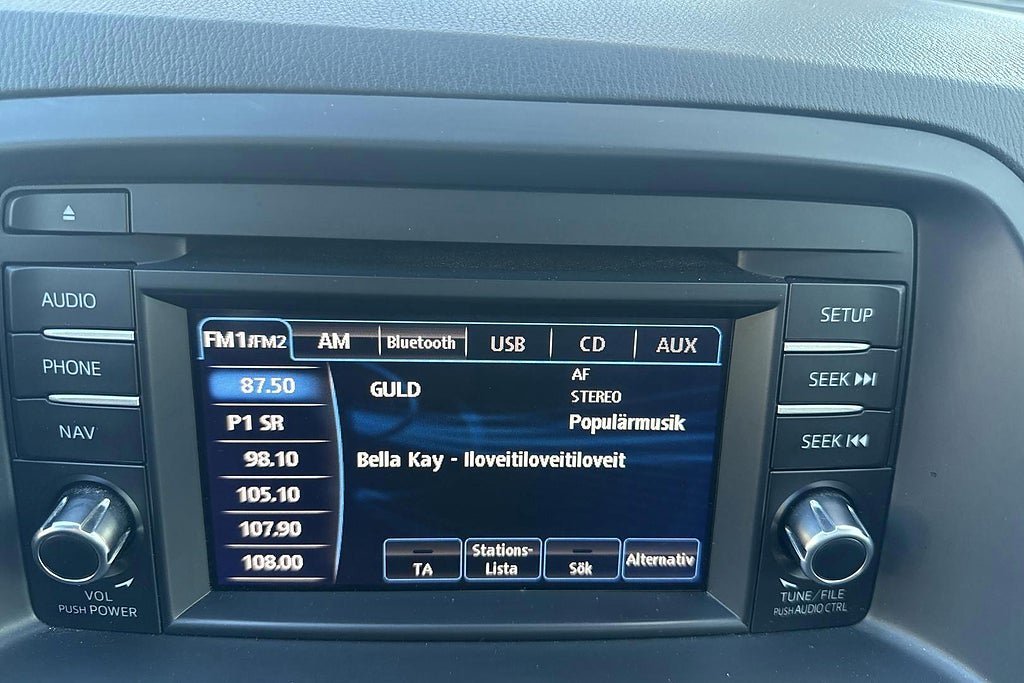 AUDIO
PHONE
NAV
VOL
PUSH POWER
FM1/FM2 AM Bluetooth USB CD AUX
87.50
P1 SR
98.10
105.10
107.90
108.00
GULD
AF
STEREO
Populärmusik
Bella Kay - Iloveitiloveitiloveit
TA
Stations-
Lista
Sök
Alternativ
SETUP
SEEK
SEEK
TUNE/FILE
PUSH AUDIO CTRL